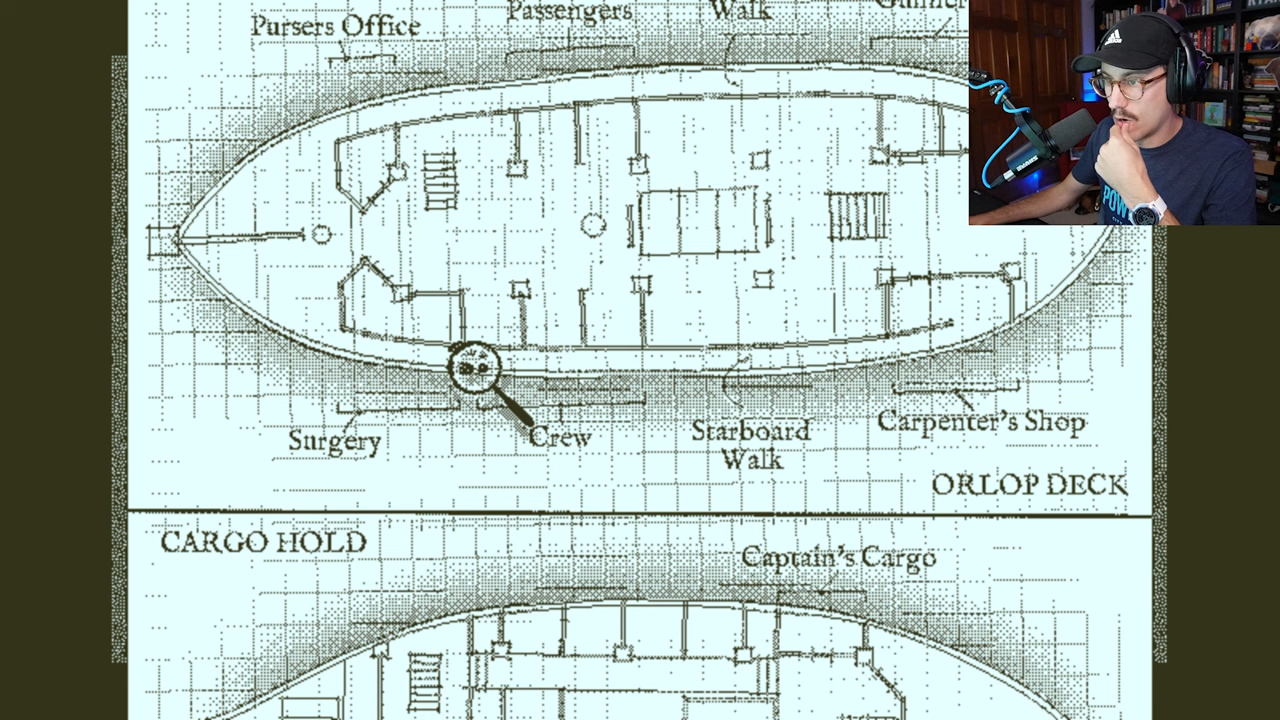 Pursers Office
Passengers
Walk
Surgery
Crew
Starboard
Walk
Carpenter's Shop
ORLOP DECK
CARGO HOLD
Captain's Cargo